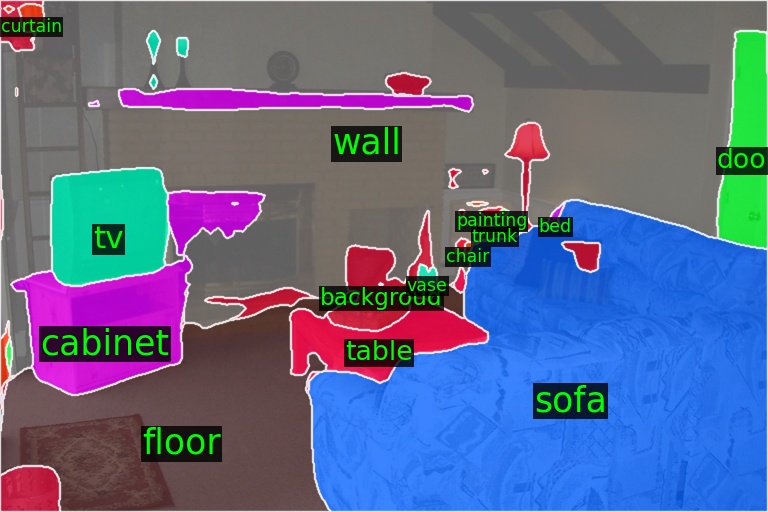 curtain
wall
doo
tv
painting
trunk
bed
chair
vase
backgroud
cabinet
table
sofa
floor